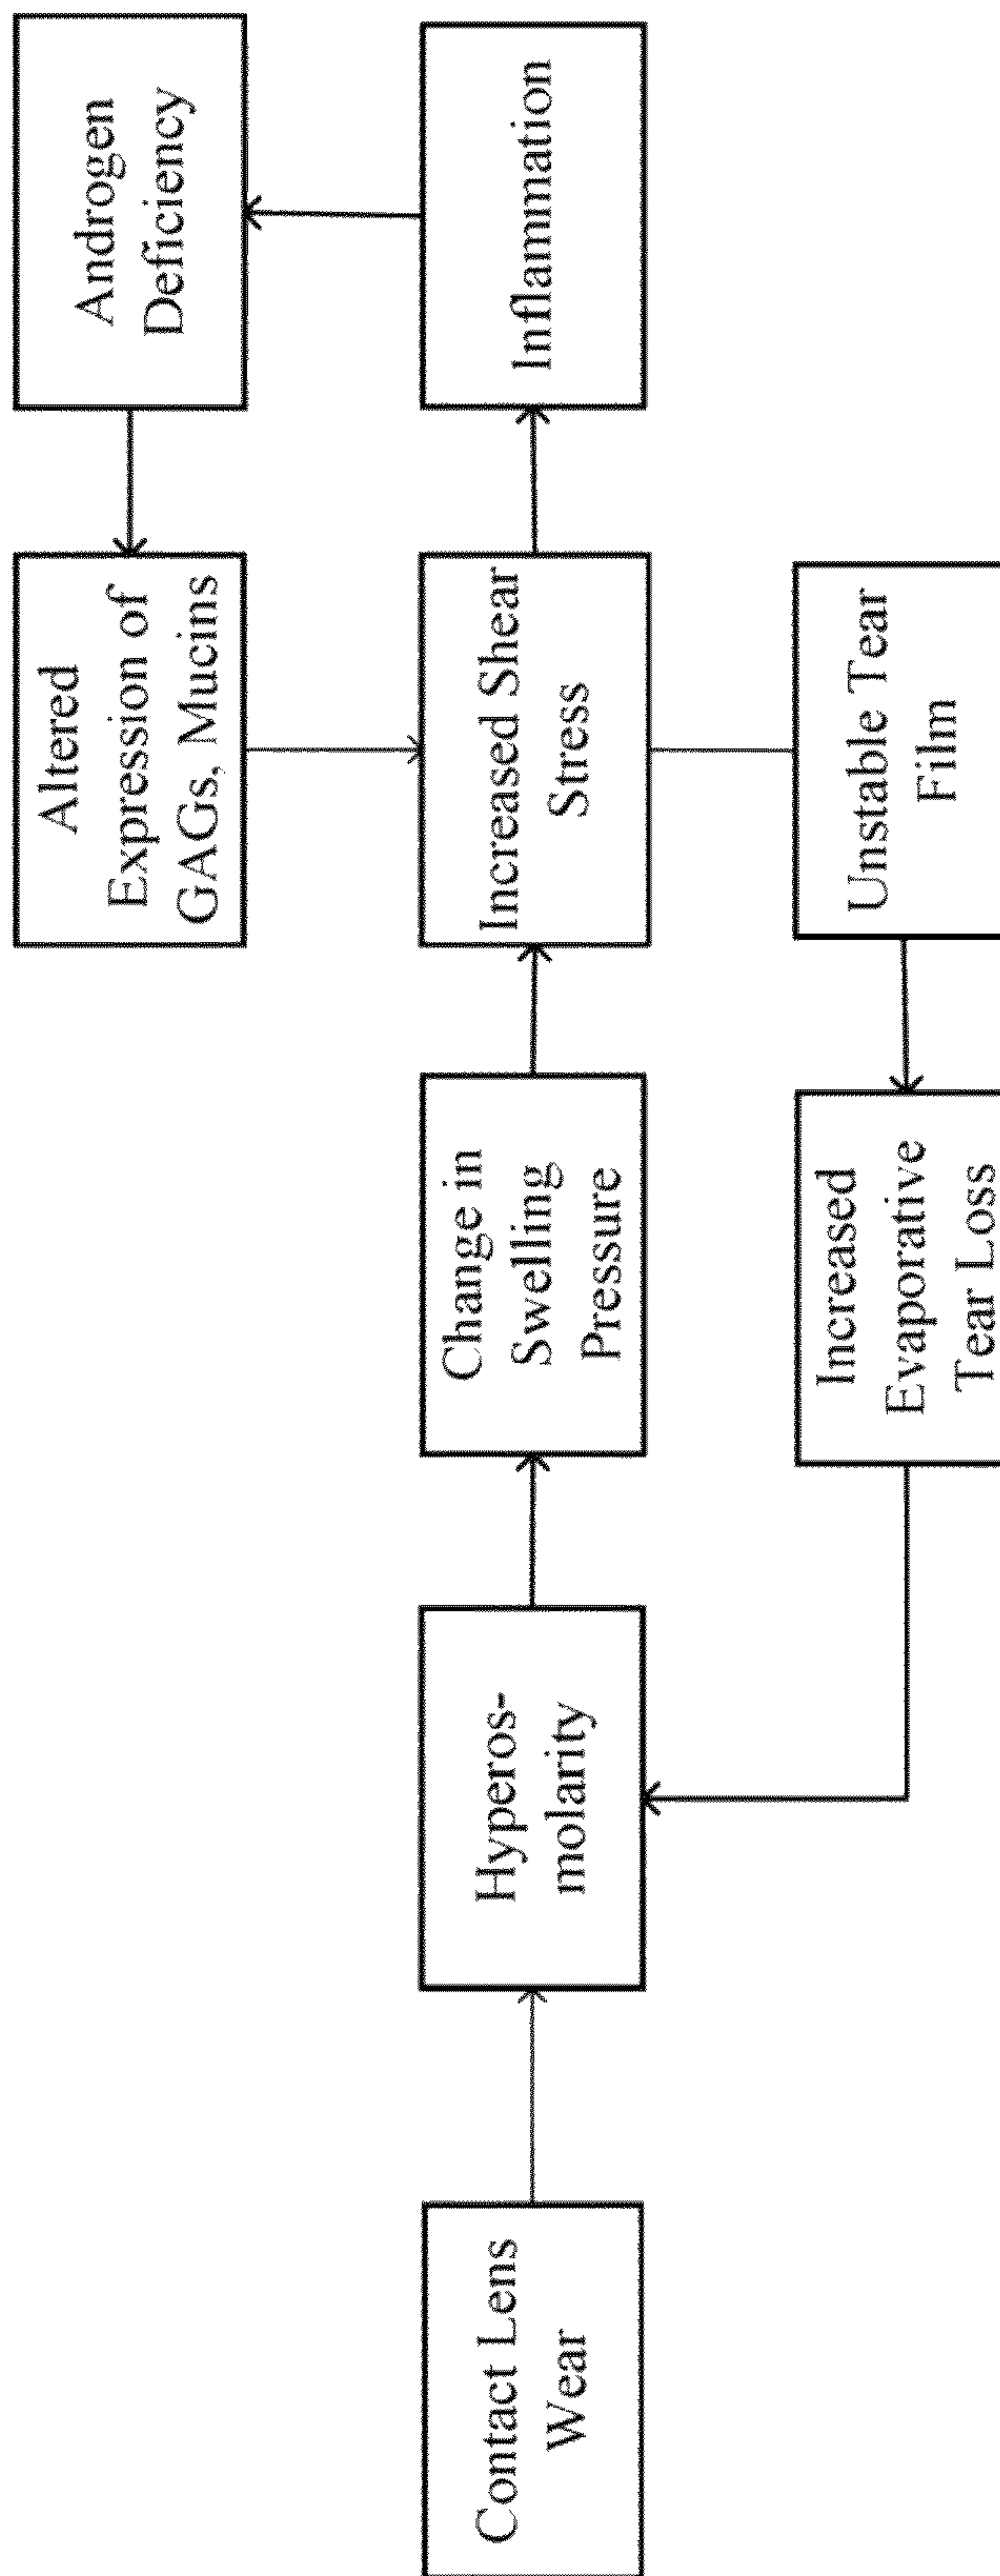 Contact Lens
Wear
Hyperos-
molarity
Change in
Swelling
Pressure
Increased Shear
Stress
Inflammation
Androgen
Deficiency
Altered
Expression of
GAGs, Mucins
Unstable Tear
Film
Increased
Evaporative
Tear Loss